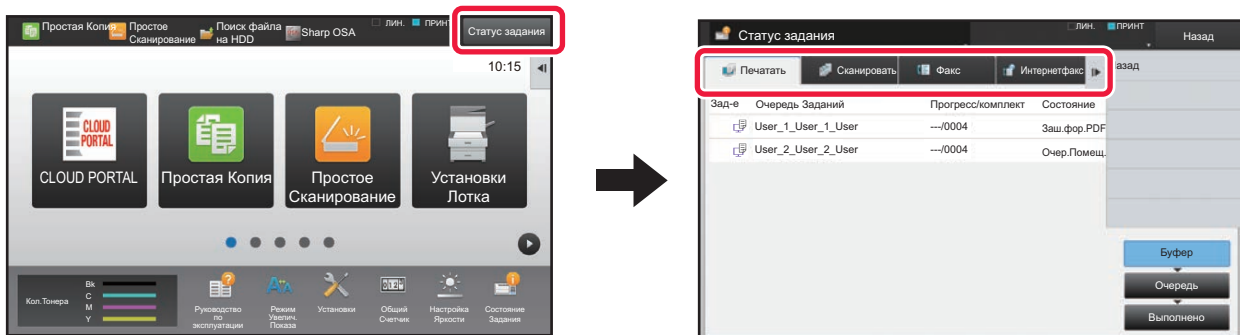 Простая Копия
Простое
Сканирование
Поиск файла
на HDD
Sharp OSA
ЛИН.
ПРИНТ
Статус задания
10:15
CLOUD
PORTAL
CLOUD PORTAL
Простая Копия
Простое
Сканирование
Установки
Лотка
Кол.Тонера
Bk
C
M
Y
Руководство
по
эксплуатации
Режим
Увелич.
Показа
Установки
Общий
Счетчик
Настройка
Яркости
Состояние
Задания
Статус задания
ЛИН.
ПРИНТ
Назад
Печатать
Сканировать
Факс
Интернетфакс
азад
Зад-е
Очередь Заданий
Прогресс/комплект
Состояние
User_1_User_1_User
---/0004
Заш.фор.PDF
User_2_User_2_User
---/0004
Очер.Помещ.
Буфер
Очередь
Выполнено